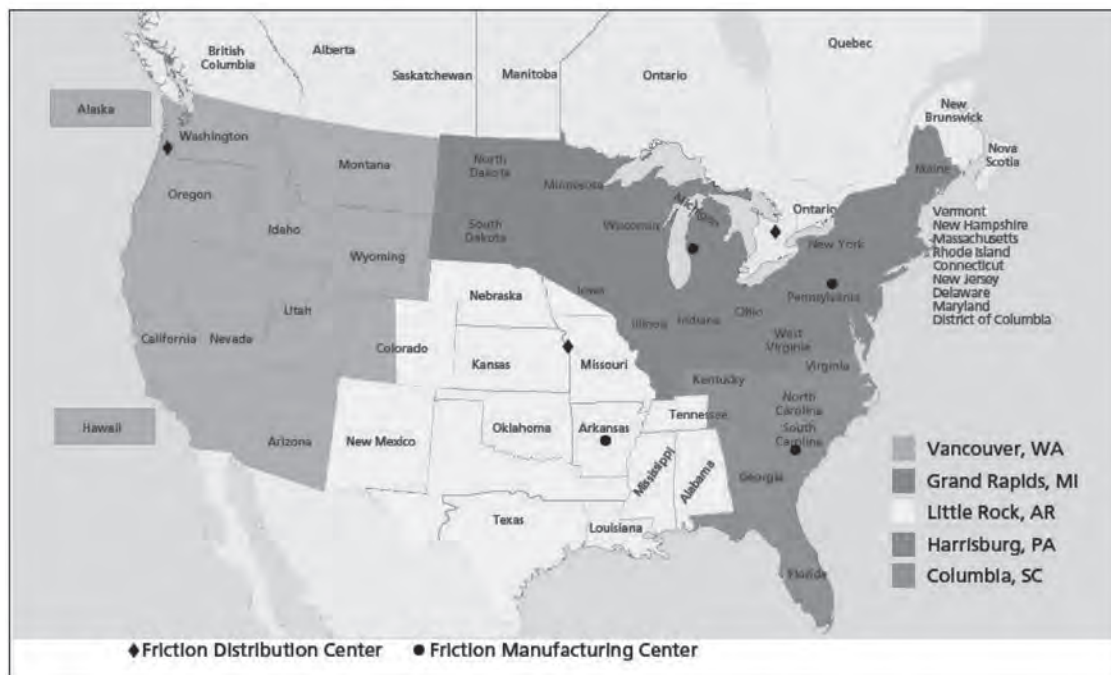 British
Columbia
Alberta
Saskatchewan
Manitoba
Ontario
Quebec
New
Brunswick
Nova
Scotia
Alaska
Washington
Montana
North
Dakota
Minnesota
Maine
Oregon
Idaho
South
Dakota
Wisconsin
Michigan
Ontario
New York
Vermont
New Hampshire
Massachusetts
Rhode Island
Connecticut
New Jersey
Delaware
Maryland
District of Columbia
Wyoming
Nebraska
Iowa
Pennsylvania
Utah
Illinois
Indiana
Ohio
West
Virginia
Virginia
California
Nevada
Colorado
Kansas
Missouri
Kentucky
North
Carolina
Tennessee
Hawaii
Arizona
New Mexico
Oklahoma
Arkansas
South
Carolina
Mississippi
Alabama
Georgia
Texas
Louisiana
Florida
Vancouver, WA
Grand Rapids, MI
Little Rock, AR
Harrisburg, PA
Columbia, SC
Friction Distribution Center
Friction Manufacturing Center